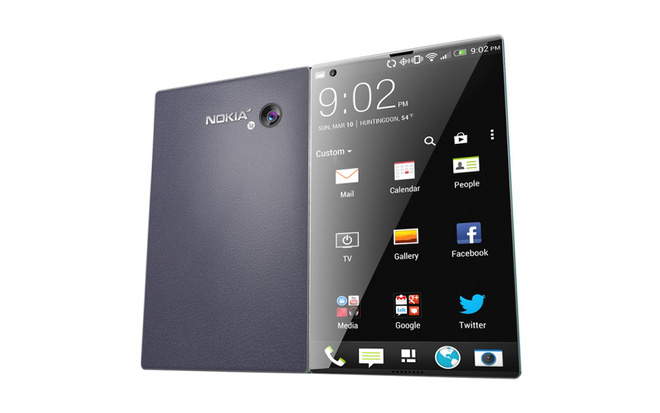 NOKIA
9:02 PM
9:02 PM
SUN, MAR 10 | HUNTINGDON, 54°F
Custom
Mail
Calendar
People
TV
Gallery
Facebook
Media
Google
Twitter